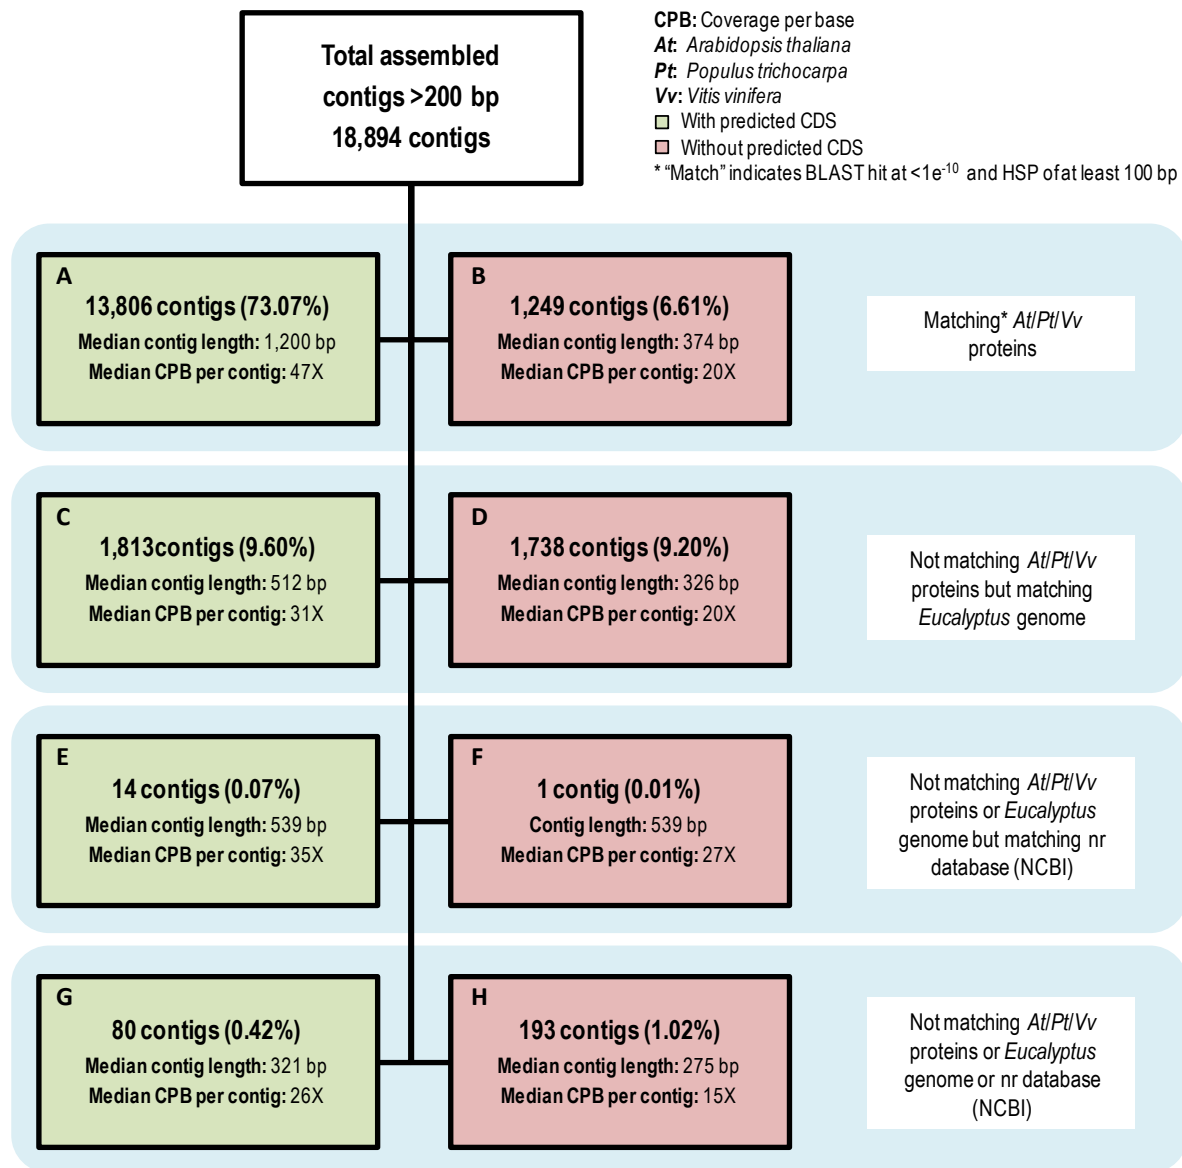 Total assembled
contigs >200 bp
18,894 contigs
CPB: Coverage per base
At: Arabidopsis thaliana
Pt: Populus trichocarpa
Vv: Vitis vinifera
With predicted CDS
Without predicted CDS
* “Match” indicates BLAST hit at <1e-10 and HSP of at least 100 bp
A
13,806 contigs (73.07%)
Median contig length: 1,200 bp
Median CPB per contig: 47X
B
1,249 contigs (6.61%)
Median contig length: 374 bp
Median CPB per contig: 20X
Matching* At/Pt/Vv
proteins
C
1,813contigs (9.60%)
Median contig length: 512 bp
Median CPB per contig: 31X
D
1,738 contigs (9.20%)
Median contig length: 326 bp
Median CPB per contig: 20X
Not matching At/Pt/Vv
proteins but matching
Eucalyptus genome
E
14 contigs (0.07%)
Median contig length: 539 bp
Median CPB per contig: 35X
F
1 contig (0.01%)
Contig length: 539 bp
Median CPB per contig: 27X
Not matching At/Pt/Vv
proteins or Eucalyptus
genome but matching nr
database (NCBI)
G
80 contigs (0.42%)
Median contig length: 321 bp
Median CPB per contig: 26X
H
193 contigs (1.02%)
Median contig length: 275 bp
Median CPB per contig: 15X
Not matching At/Pt/Vv
proteins or Eucalyptus
genome or nr database
(NCBI)